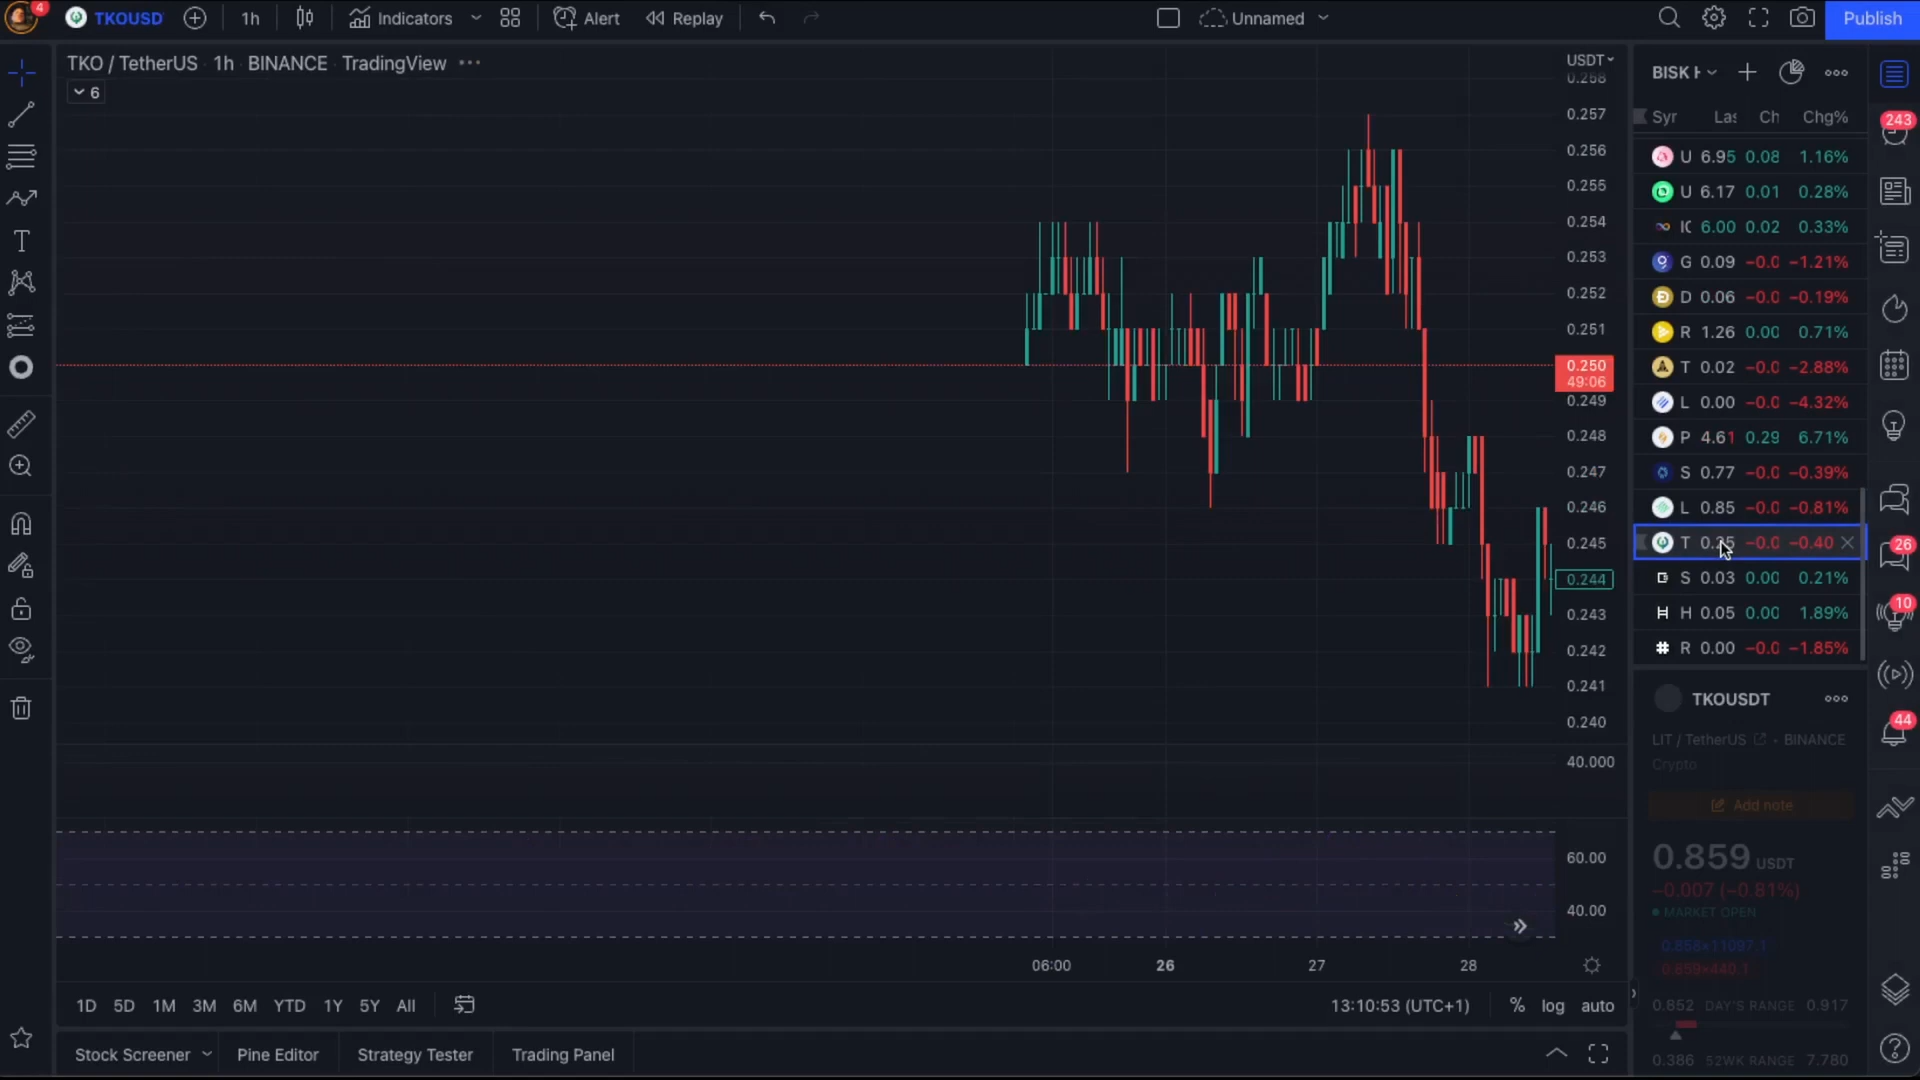 4 TKOUSD 1h Indicators Alert Replay Unnamed Publish
TKO / TetherUS 1h BINANCE TradingView
6
USDT
0.258
0.257
0.256
0.255
0.254
0.253
0.252
0.251
0.250
49:06
0.249
0.248
0.247
0.246
0.245
0.244
0.243
0.242
0.241
0.240
40.000
60.00
40.00
06:00 26 27 28
1D 5D 1M 3M 6M YTD 1Y 5Y All 13:10:53 (UTC+1) % log auto
Stock Screener Pine Editor Strategy Tester Trading Panel
BISK
Syr Las Ch Chg%
U 6.95 0.08 1.16%
U 6.17 0.01 0.28%
IC 6.00 0.02 0.33%
G 0.09 −0.0 −1.21%
D 0.06 −0.0 −0.19%
R 1.26 0.00 0.71%
T 0.02 −0.0 −2.88%
L 0.00 −0.0 −4.32%
P 4.61 0.29 6.71%
S 0.77 −0.0 −0.39%
L 0.85 −0.0 −0.81%
T 0.25 −0.0 −0.40
S 0.03 0.00 0.21%
H 0.05 0.00 1.89%
R 0.00 −0.0 −1.85%
TKOUSDT
LIT / TetherUS • BINANCE
Crypto
Add note
0.859 USDT
−0.007 (−0.81%)
MARKET OPEN
0.858×11097.1
0.859×440.1
0.852 DAY'S RANGE 0.917
0.386 52WK RANGE 7.780
243
26
10
44